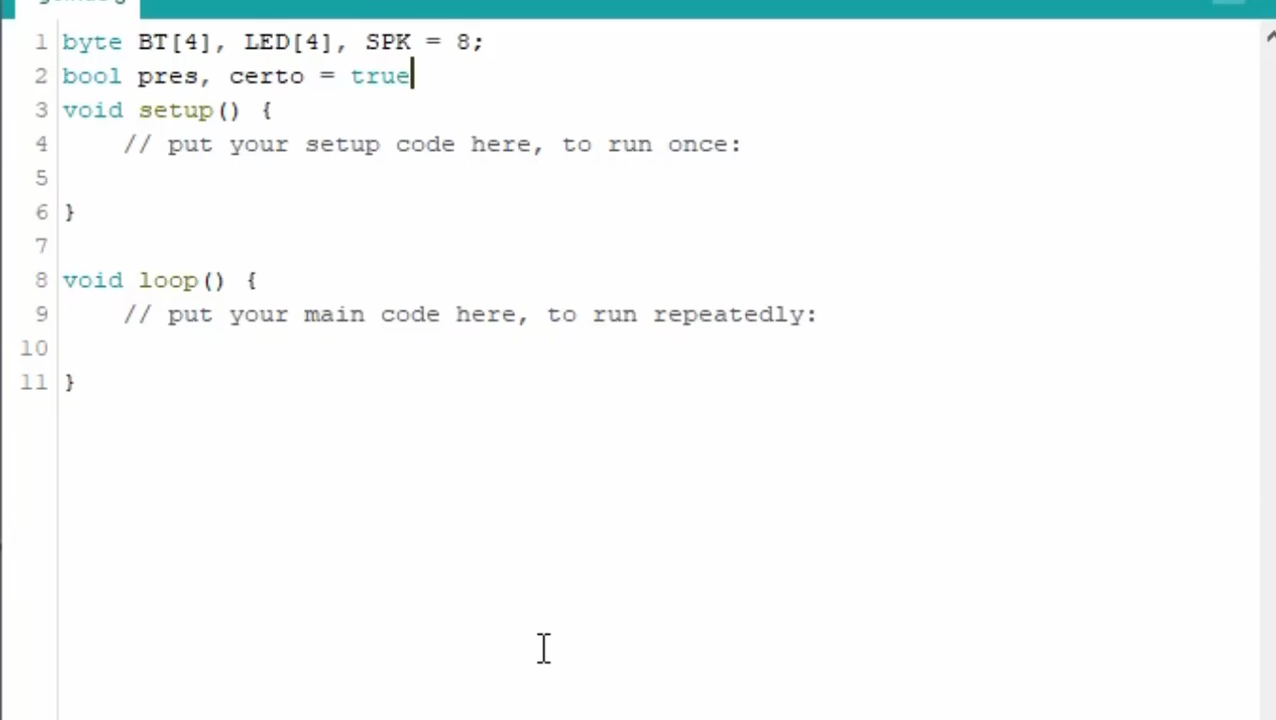 1 byte BT[4], LED[4], SPK = 8;
2 bool pres, certo = true
3 void setup() {
4     // put your setup code here, to run once:
5
6 }
7
8 void loop() {
9     // put your main code here, to run repeatedly:
10
11 }